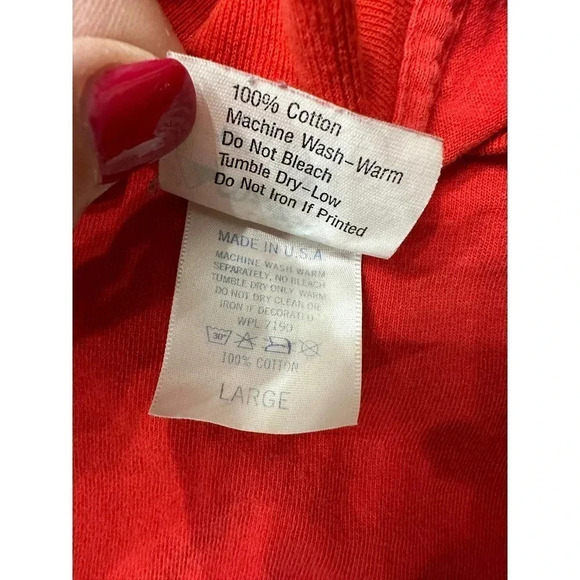 100% Cotton
Machine Wash-Warm
Do Not Bleach
Tumble Dry-Low
Do Not Iron If Printed
MADE IN U.S.A
MACHINE WASH WARM
SEPARATELY, NO BLEACH
TUMBLE DRY ONLY WARM
DO NOT DRY CLEAN OR
IRON IF DECORATED
WPL 7190
30°
100% COTTON
LARGE